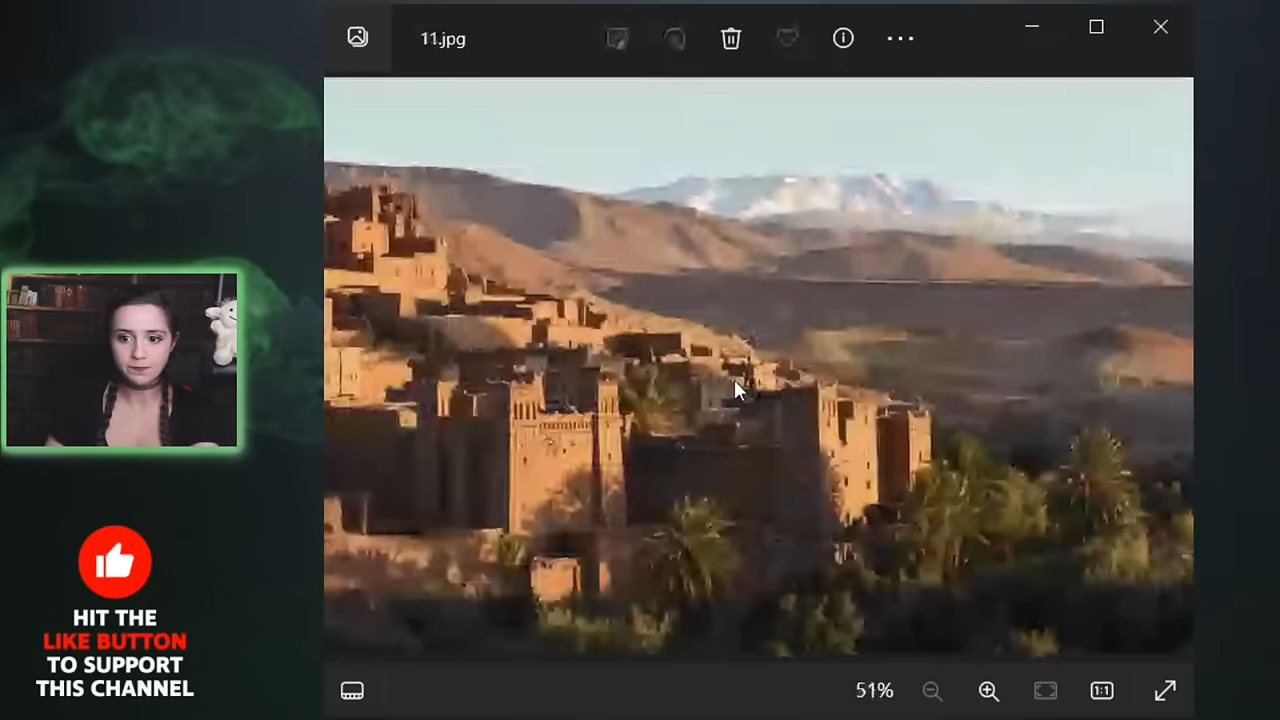 11.jpg
HIT THE
LIKE BUTTON
TO SUPPORT
THIS CHANNEL
51%
1:1